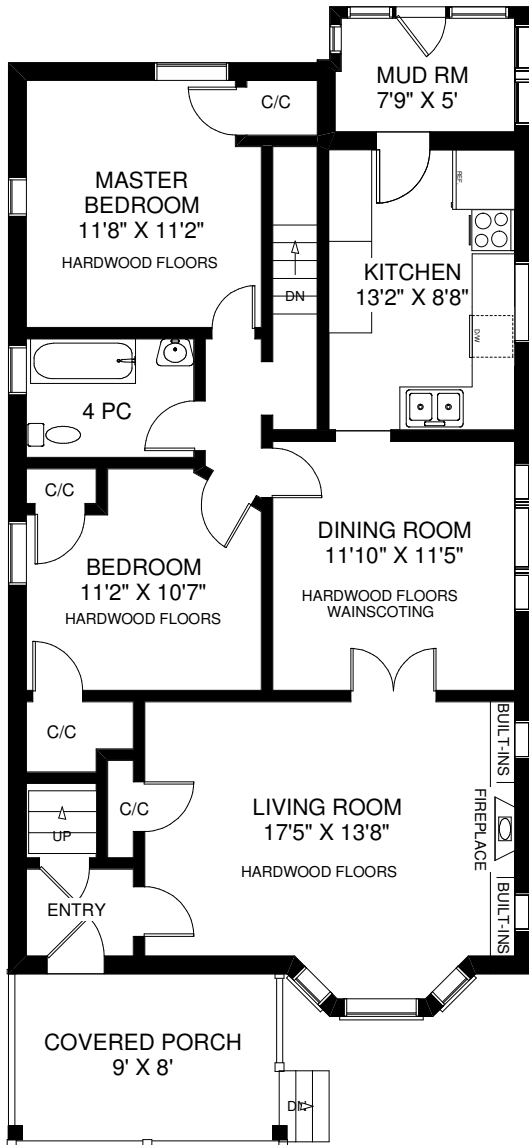 MUD RM
7'9" X 5'
C/C
MASTER
BEDROOM
11'8" X 11'2"
HARDWOOD FLOORS
REF
DN
KITCHEN
13'2" X 8'8"
D/W
4 PC
C/C
DINING ROOM
11'10" X 11'5"
HARDWOOD FLOORS
WAINSCOTING
BEDROOM
11'2" X 10'7"
HARDWOOD FLOORS
C/C
BUILT-INS
C/C
LIVING ROOM
17'5" X 13'8"
HARDWOOD FLOORS
FIREPLACE
UP
BUILT-INS
ENTRY
COVERED PORCH
9' X 8'
DN